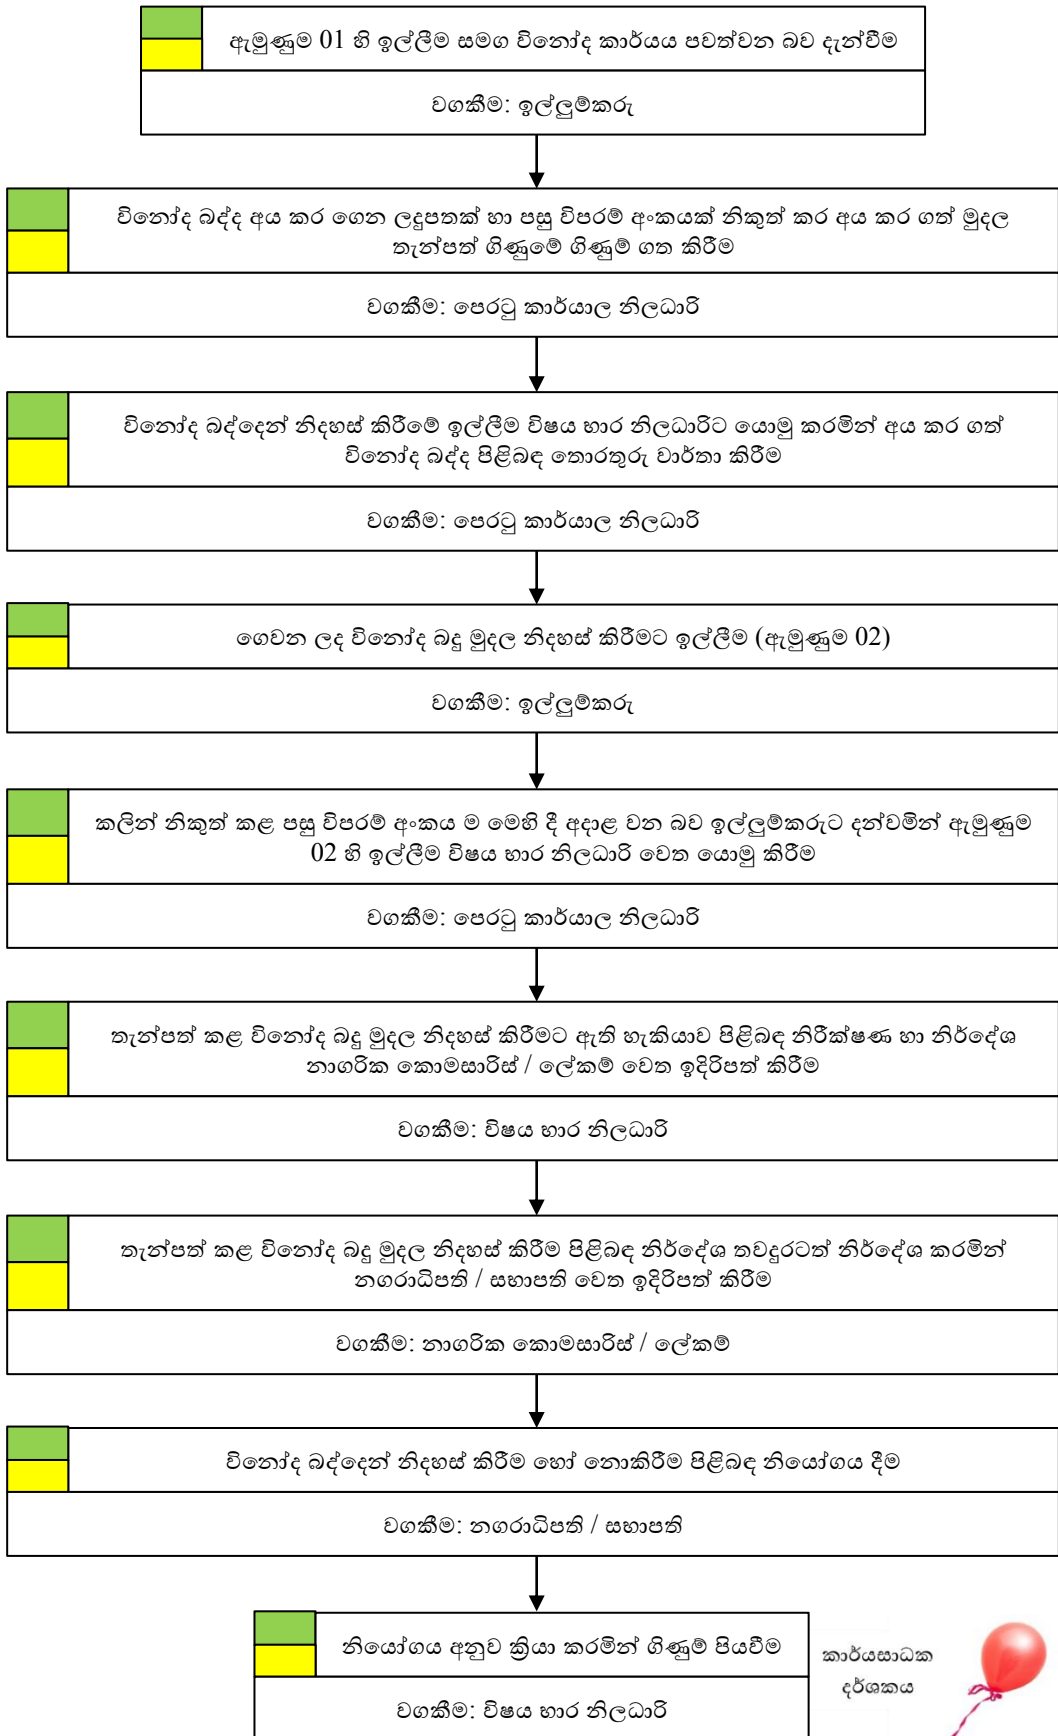 ඇමුණුම 01 හි ඉල්ලීම සමග විනෝද කාර්යය පවත්වන බව දැන්වීම
වගකීම: ඉල්ලුම්කරු
විනෝද බද්ද අය කර ගෙන ලදුපතක් හා පසු විපරම් අංකයක් නිකුත් කර අය කර ගත් මුදල
තැන්පත් ගිණුමේ ගිණුම් ගත කිරීම
වගකීම: පෙරටු කාර්යාල නිලධාරි
විනෝද බද්දෙන් නිදහස් කිරීමේ ඉල්ලීම විෂය භාර නිලධාරිට යොමු කරමින් අය කර ගත්
විනෝද බද්ද පිළිබඳ තොරතුරු වාර්තා කිරීම
වගකීම: පෙරටු කාර්යාල නිලධාරි
ගෙවන ලද විනෝද බදු මුදල නිදහස් කිරීමට ඉල්ලීම (ඇමුණුම 02)
වගකීම: ඉල්ලුම්කරු
කලින් නිකුත් කළ පසු විපරම් අංකය ම මෙහි දී අදාළ වන බව ඉල්ලුම්කරුට දන්වමින් ඇමුණුම
02 හි ඉල්ලීම විෂය භාර නිලධාරි වෙත යොමු කිරීම
වගකීම: පෙරටු කාර්යාල නිලධාරි
තැන්පත් කළ විනෝද බදු මුදල නිදහස් කිරීමට ඇති හැකියාව පිළිබඳ නිරීක්ෂණ හා නිර්දේශ
නාගරික කොමසාරිස් / ලේකම් වෙත ඉදිරිපත් කිරීම
වගකීම: විෂය භාර නිලධාරි
තැන්පත් කළ විනෝද බදු මුදල නිදහස් කිරීම පිළිබඳ නිර්දේශ තවදුරටත් නිර්දේශ කරමින්
නගරාධිපති / සභාපති වෙත ඉදිරිපත් කිරීම
වගකීම: නාගරික කොමසාරිස් / ලේකම්
විනෝද බද්දෙන් නිදහස් කිරීම හෝ නොකිරීම පිළිබඳ නියෝගය දීම
වගකීම: නගරාධිපති / සභාපති
නියෝගය අනුව ක්‍රියා කරමින් ගිණුම් පියවීම
වගකීම: විෂය භාර නිලධාරි
කාර්යසාධක
දර්ශකය